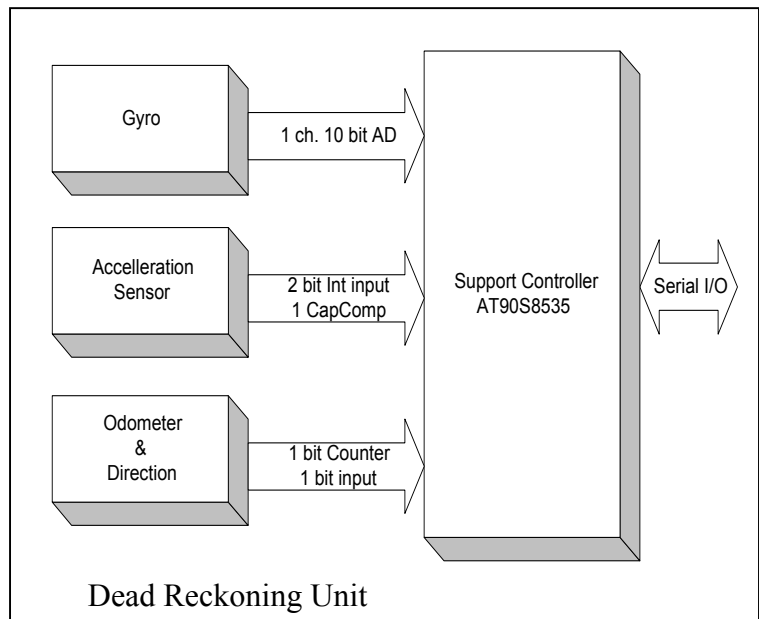 Gyro
1 ch. 10 bit AD
Accelleration
Sensor
2 bit Int input
1 CapComp
Support Controller
AT90S8535
Serial I/O
Odometer
&
Direction
1 bit Counter
1 bit input
Dead Reckoning Unit